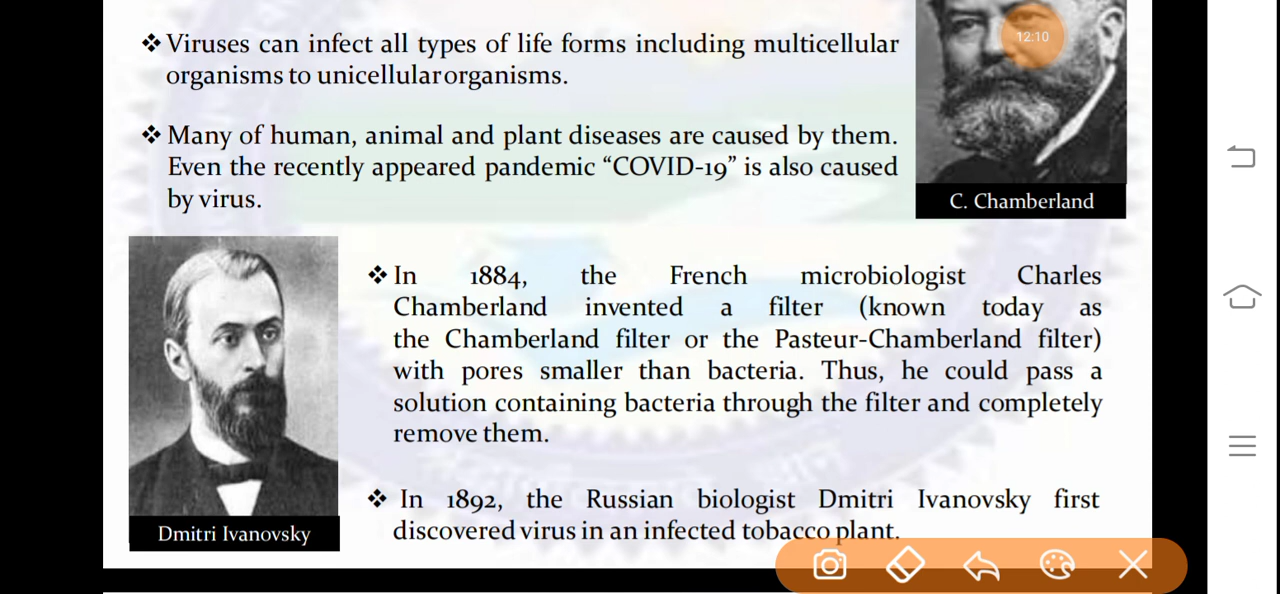 ❖ Viruses can infect all types of life forms including multicellular
organisms to unicellular organisms.
❖ Many of human, animal and plant diseases are caused by them.
Even the recently appeared pandemic “COVID-19” is also caused
by virus.
12:10
C. Chamberland
❖ In 1884, the French microbiologist Charles
Chamberland invented a filter (known today as
the Chamberland filter or the Pasteur-Chamberland filter)
with pores smaller than bacteria. Thus, he could pass a
solution containing bacteria through the filter and completely
remove them.
❖ In 1892, the Russian biologist Dmitri Ivanovsky first
discovered virus in an infected tobacco plant.
Dmitri Ivanovsky